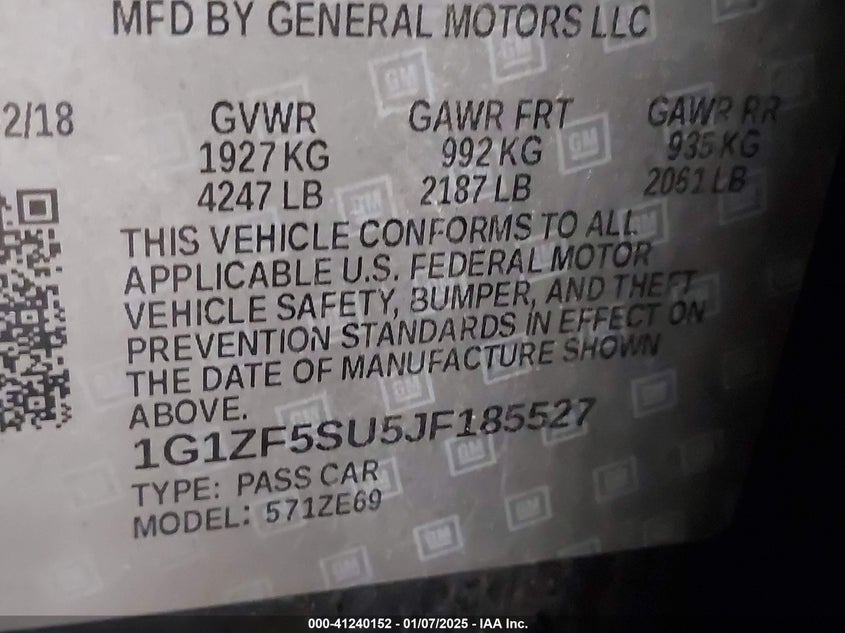 MFD BY GENERAL MOTORS LLC
2/18 GVWR GAWR FRT GAWR RR
1927 KG 992 KG 935 KG
4247 LB 2187 LB 2061 LB
THIS VEHICLE CONFORMS TO ALL
APPLICABLE U.S. FEDERAL MOTOR
VEHICLE SAFETY, BUMPER, AND THEFT
PREVENTION STANDARDS IN EFFECT ON
THE DATE OF MANUFACTURE SHOWN
ABOVE.
1G1ZF5SU5JF185527
TYPE: PASS CAR
MODEL: 571ZE69
000-41240152 - 01/07/2025 - IAA Inc.